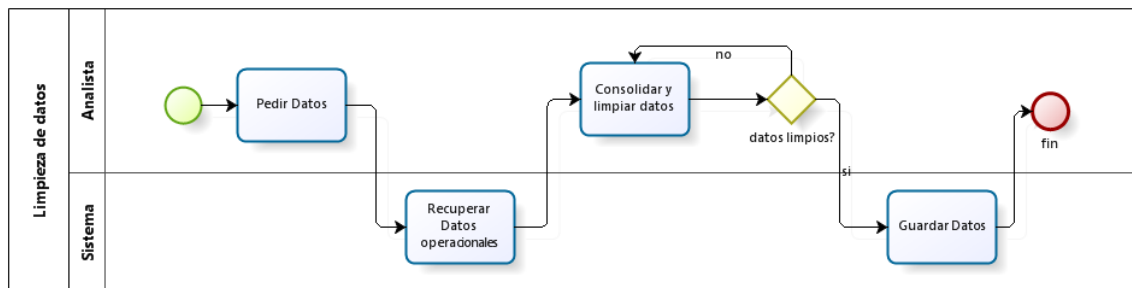 Limpieza de datos
Analista
Pedir Datos
Consolidar y
limpiar datos
no
datos limpios?
fin
si
Sistema
Recuperar
Datos
operacionales
Guardar Datos